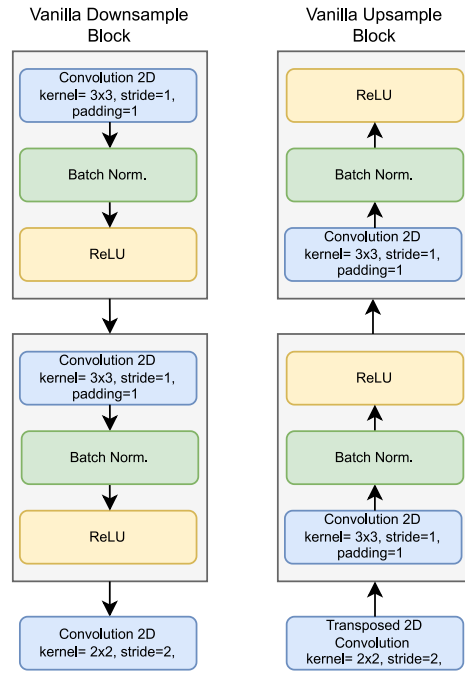 Vanilla Downsample
Block
Convolution 2D
kernel= 3x3, stride=1,
padding=1
Batch Norm.
ReLU
Convolution 2D
kernel= 3x3, stride=1,
padding=1
Batch Norm.
ReLU
Convolution 2D
kernel= 2x2, stride=2,
Vanilla Upsample
Block
ReLU
Batch Norm.
Convolution 2D
kernel= 3x3, stride=1,
padding=1
ReLU
Batch Norm.
Convolution 2D
kernel= 3x3, stride=1,
padding=1
Transposed 2D
Convolution
kernel= 2x2, stride=2,